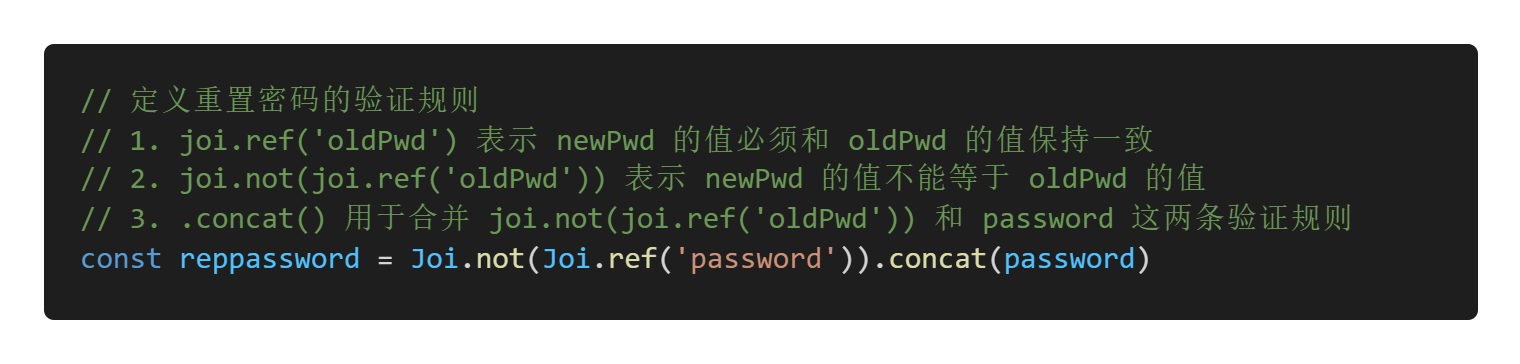 // 定义重置密码的验证规则
// 1. joi.ref('oldPwd') 表示 newPwd 的值必须和 oldPwd 的值保持一致
// 2. joi.not(joi.ref('oldPwd')) 表示 newPwd 的值不能等于 oldPwd 的值
// 3. .concat() 用于合并 joi.not(joi.ref('oldPwd')) 和 password 这两条验证规则
const reppassword = Joi.not(Joi.ref('password')).concat(password)